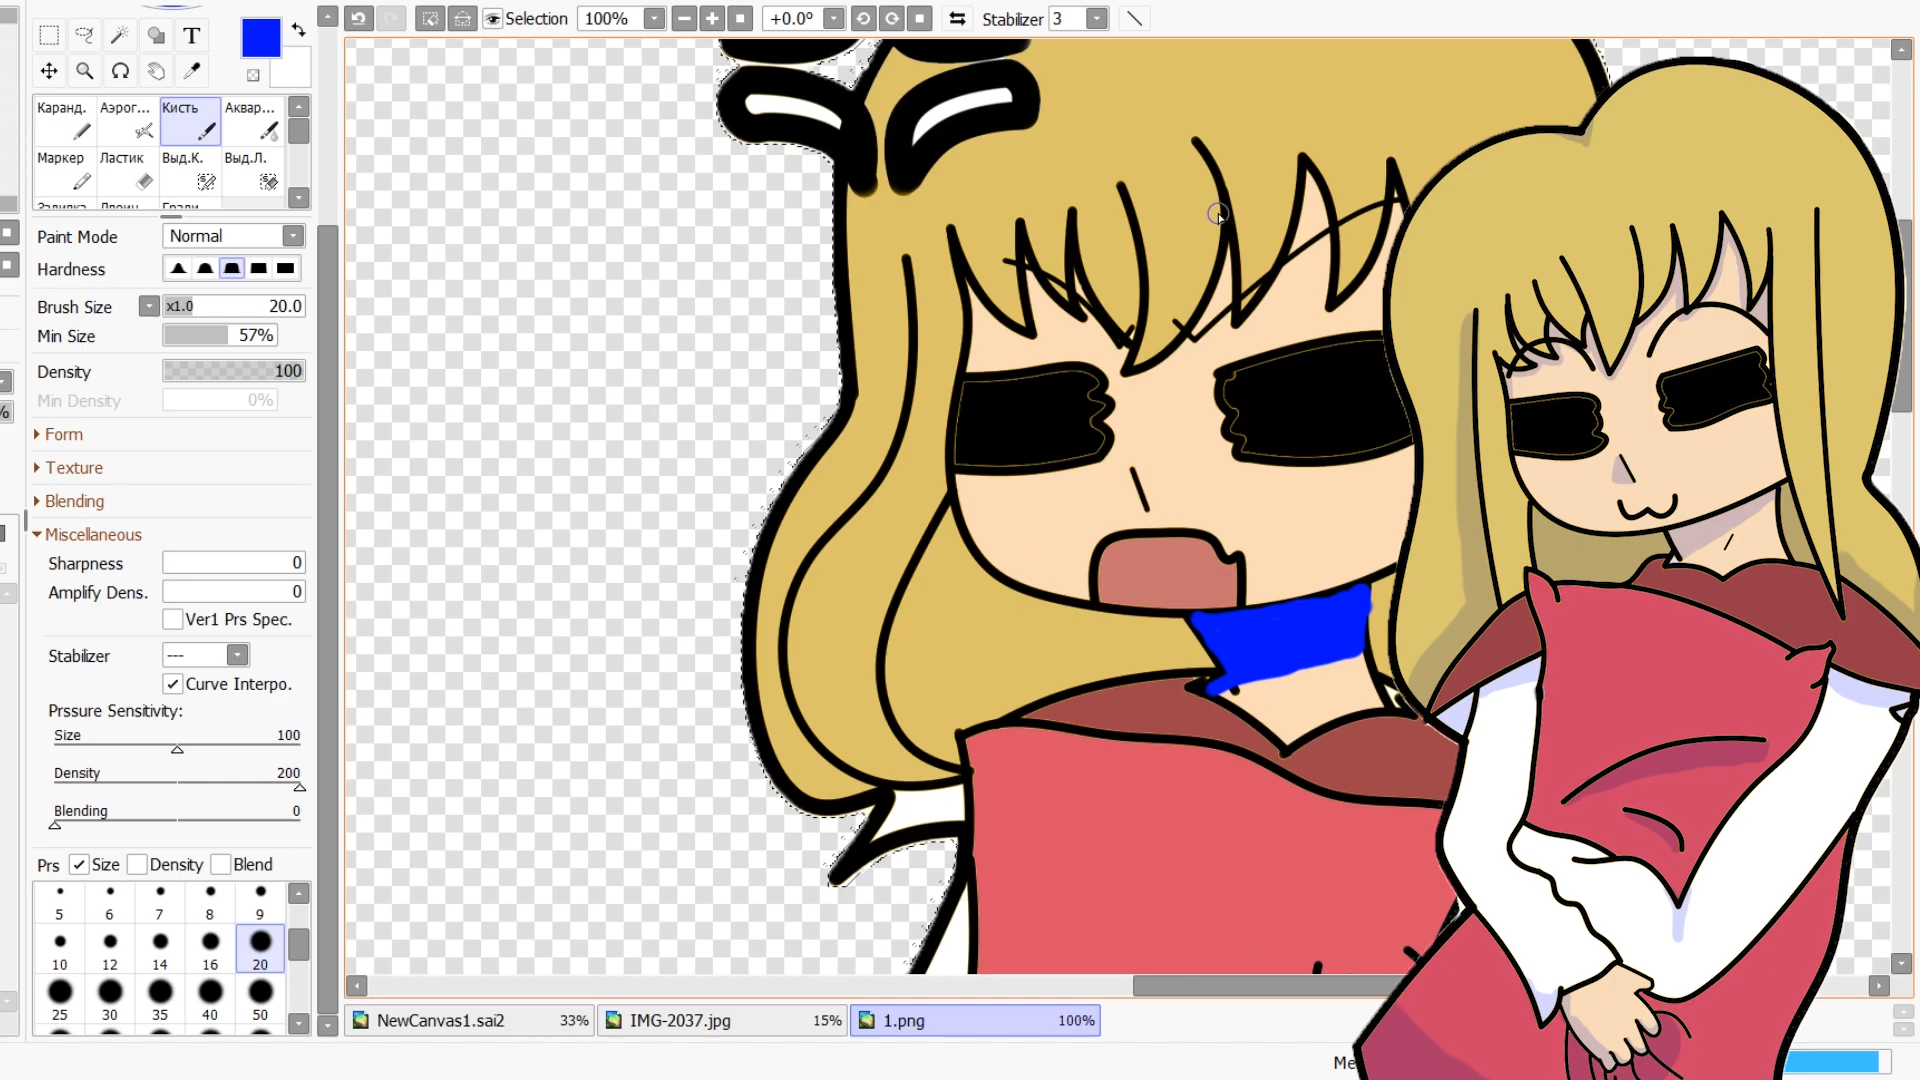 Selection 100% +0.0° Stabilizer 3
T
Каранд. Аэрог... Кисть Аквар...
Маркер Ластик Выд.К. Выд.Л.
Paint Mode Normal
Hardness
Brush Size x1.0 20.0
Min Size 57%
Density 100
Min Density 0%
%
Form
Texture
Blending
Miscellaneous
Sharpness 0
Amplify Dens. 0
Ver1 Prs Spec.
Stabilizer ---
Curve Interpo.
Prssure Sensitivity:
Size 100
Density 200
Blending 0
Prs Size Density Blend
5 6 7 8 9
10 12 14 16 20
25 30 35 40 50
NewCanvas1.sai2 33% IMG-2037.jpg 15% 1.png 100%
Me